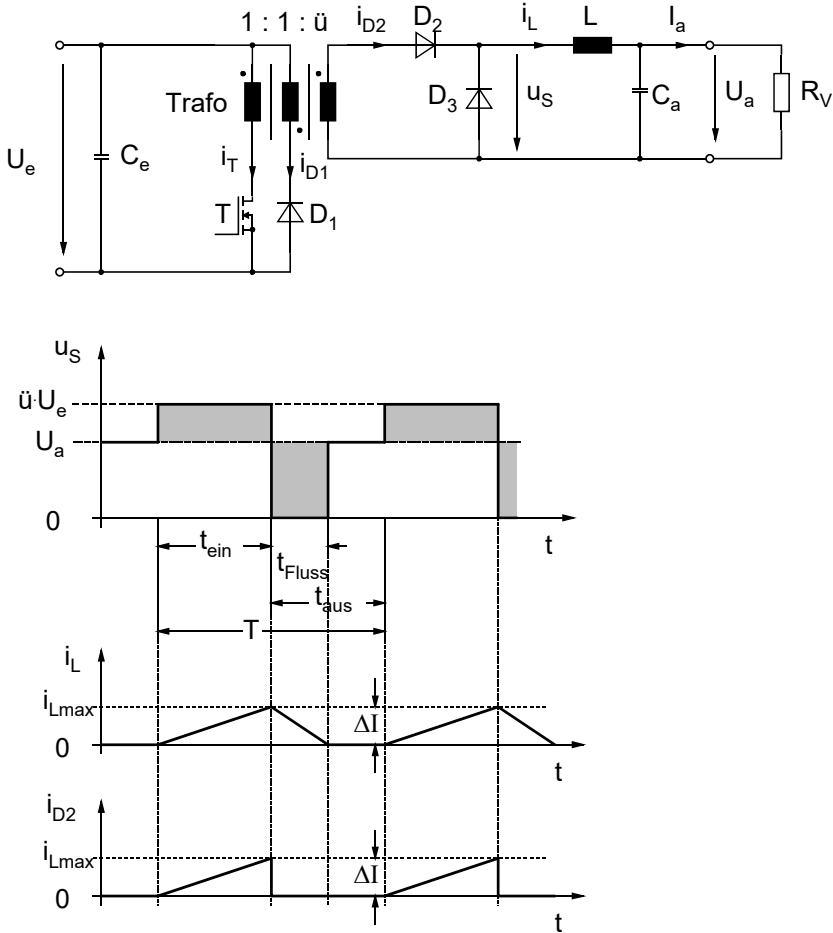 1 : 1 : ü
i_D2
D_2
i_L
L
I_a
Trafo
D_3
u_S
C_a
U_a
R_V
U_e
C_e
i_T
i_D1
T
D_1
u_S
ü·U_e
U_a
0
t
t_ein
t_Fluss
t_aus
T
i_L
i_Lmax
ΔI
0
t
i_D2
i_Lmax
ΔI
0
t